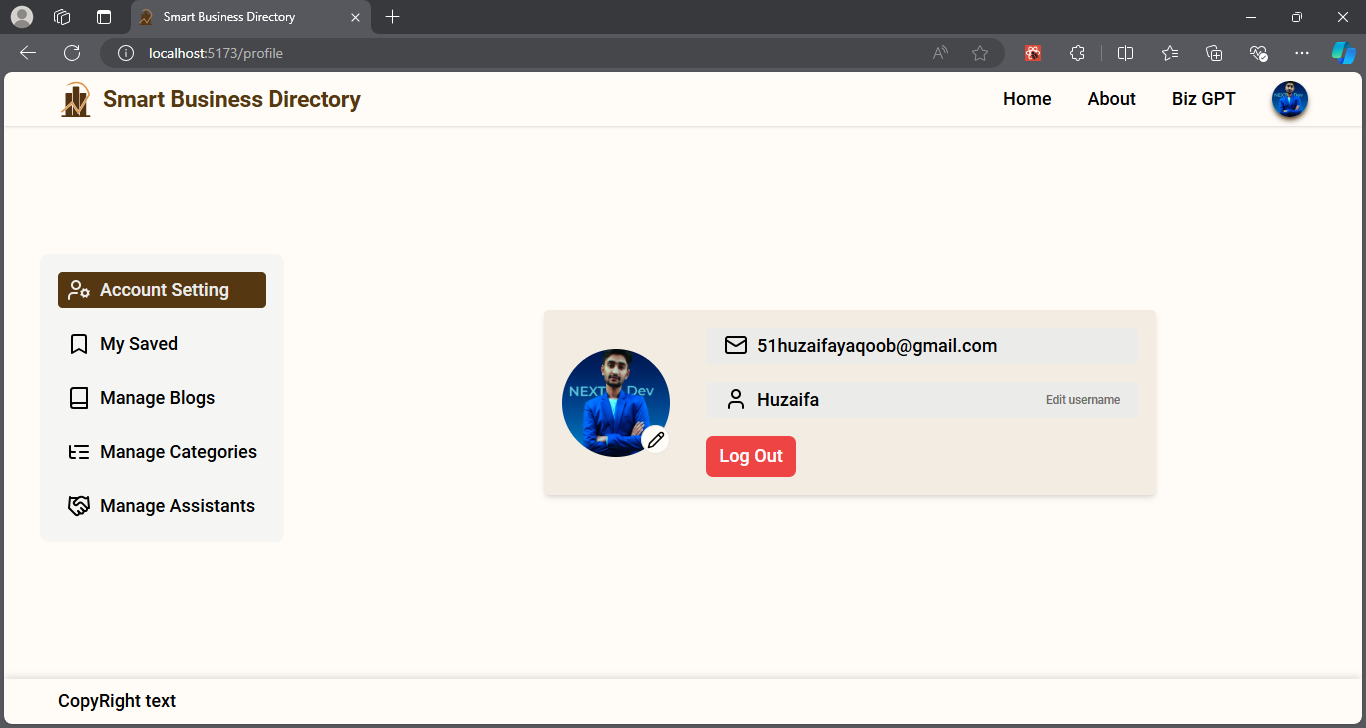 Smart Business Directory
localhost:5173/profile
Smart Business Directory
Home About Biz GPT
Account Setting
My Saved
Manage Blogs
Manage Categories
Manage Assistants
NEXT Dev
51huzaifayaqoob@gmail.com
Huzaifa Edit username
Log Out
CopyRight text